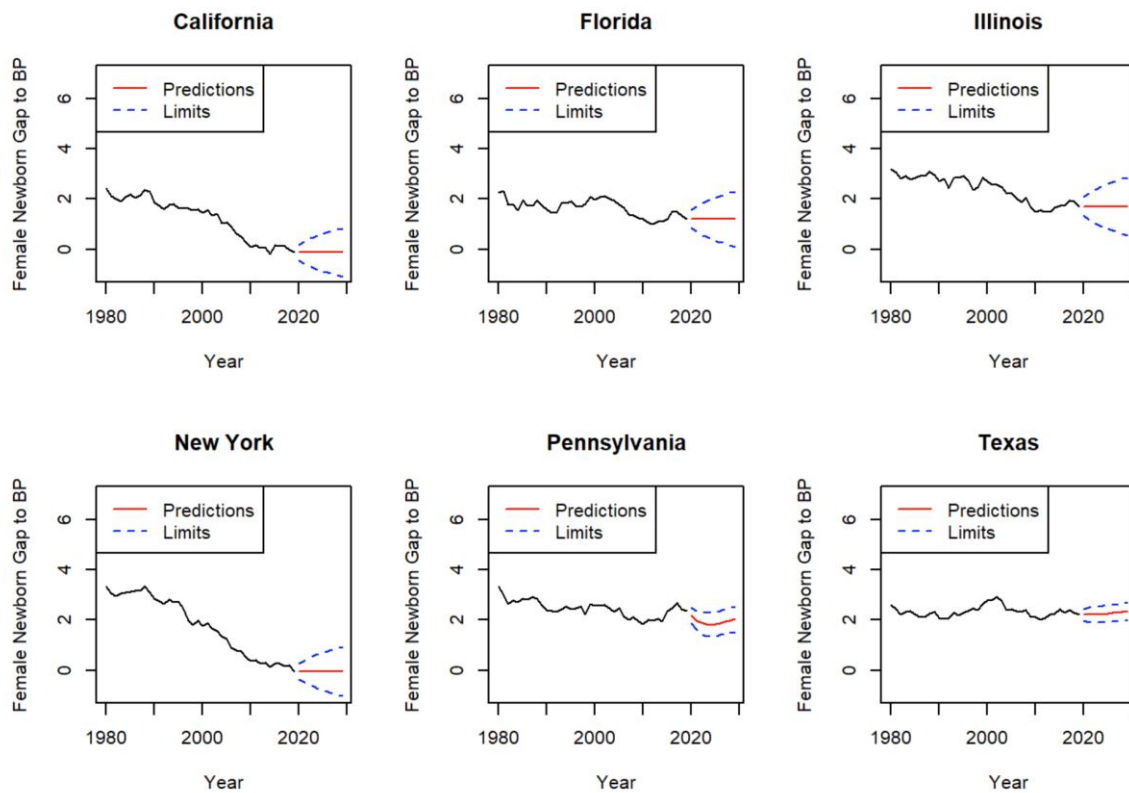 California
Female Newborn Gap to BP
6
4
2
0
Predictions
Limits
1980 2000 2020
Year
Florida
Female Newborn Gap to BP
6
4
2
0
Predictions
Limits
1980 2000 2020
Year
Illinois
Female Newborn Gap to BP
6
4
2
0
Predictions
Limits
1980 2000 2020
Year
New York
Female Newborn Gap to BP
6
4
2
0
Predictions
Limits
1980 2000 2020
Year
Pennsylvania
Female Newborn Gap to BP
6
4
2
0
Predictions
Limits
1980 2000 2020
Year
Texas
Female Newborn Gap to BP
6
4
2
0
Predictions
Limits
1980 2000 2020
Year